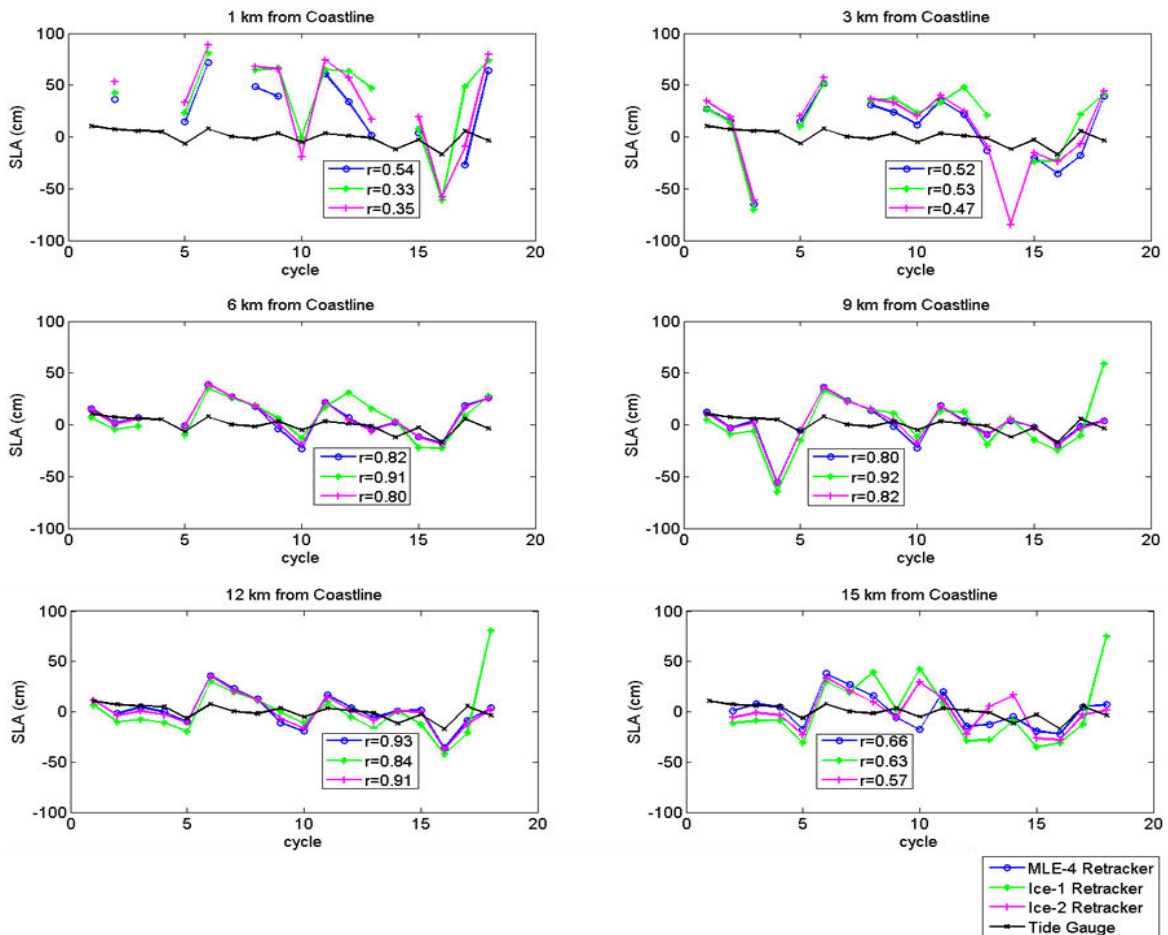 1 km from Coastline
100
50
0
-50
-100
SLA (cm)
r=0.54
r=0.33
r=0.35
0 5 10 15 20
cycle
3 km from Coastline
100
50
0
-50
-100
SLA (cm)
r=0.52
r=0.53
r=0.47
0 5 10 15 20
cycle
6 km from Coastline
100
50
0
-50
-100
SLA (cm)
r=0.82
r=0.91
r=0.80
0 5 10 15 20
cycle
9 km from Coastline
100
50
0
-50
-100
SLA (cm)
r=0.80
r=0.92
r=0.82
0 5 10 15 20
cycle
12 km from Coastline
100
50
0
-50
-100
SLA (cm)
r=0.93
r=0.84
r=0.91
0 5 10 15 20
cycle
15 km from Coastline
100
50
0
-50
-100
SLA (cm)
r=0.66
r=0.63
r=0.57
0 5 10 15 20
cycle
MLE-4 Retracker
Ice-1 Retracker
Ice-2 Retracker
Tide Gauge